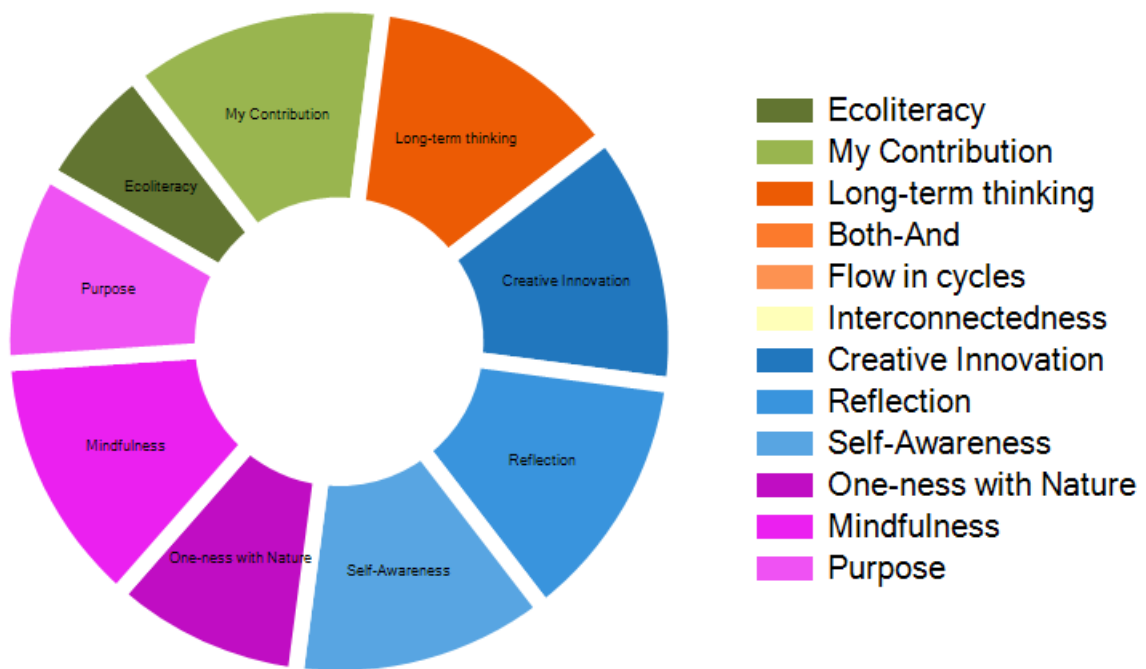 My Contribution
Long-term thinking
Ecoliteracy
Creative Innovation
Purpose
Mindfulness
Reflection
One-ness with Nature
Self-Awareness
Ecoliteracy
My Contribution
Long-term thinking
Both-And
Flow in cycles
Interconnectedness
Creative Innovation
Reflection
Self-Awareness
One-ness with Nature
Mindfulness
Purpose